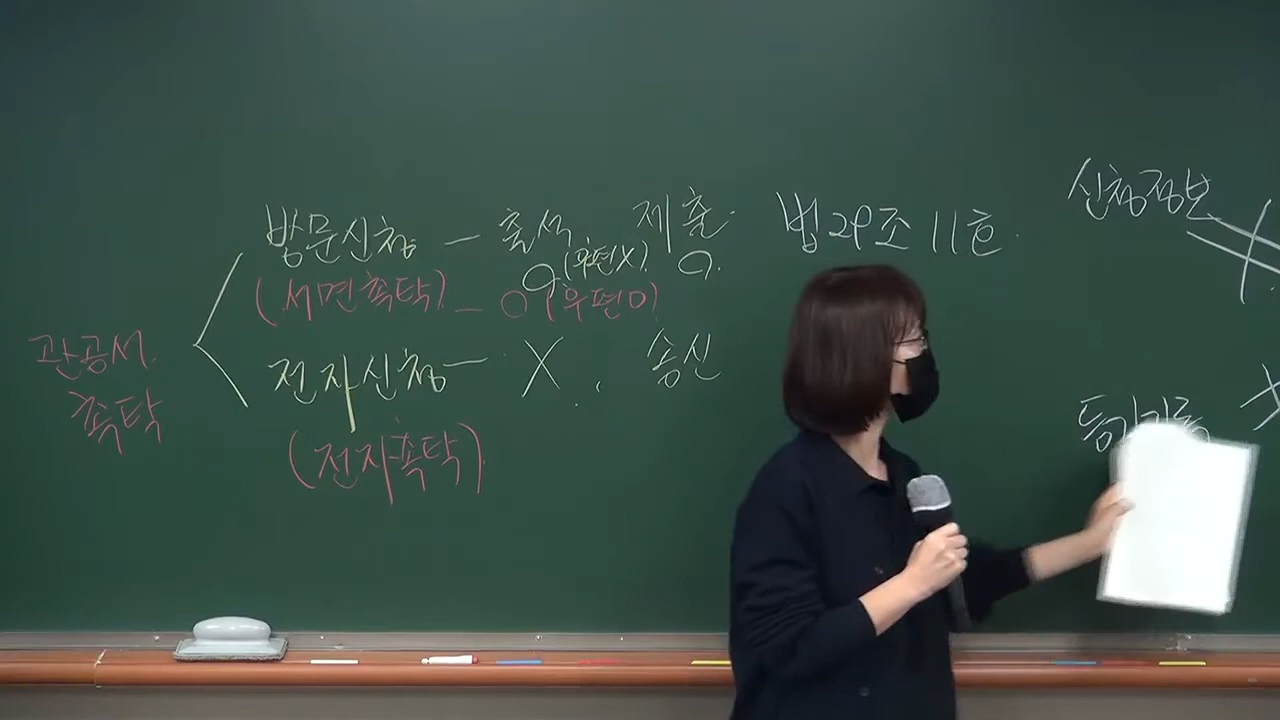 방문신청 — 출석 제출. 법29조 11호.
O(우편X). O.
(서면촉탁) — O(우편O)
관공서
촉탁
전자신청 — X. 송신
(전자촉탁)
신청정보 X
등기기록 X